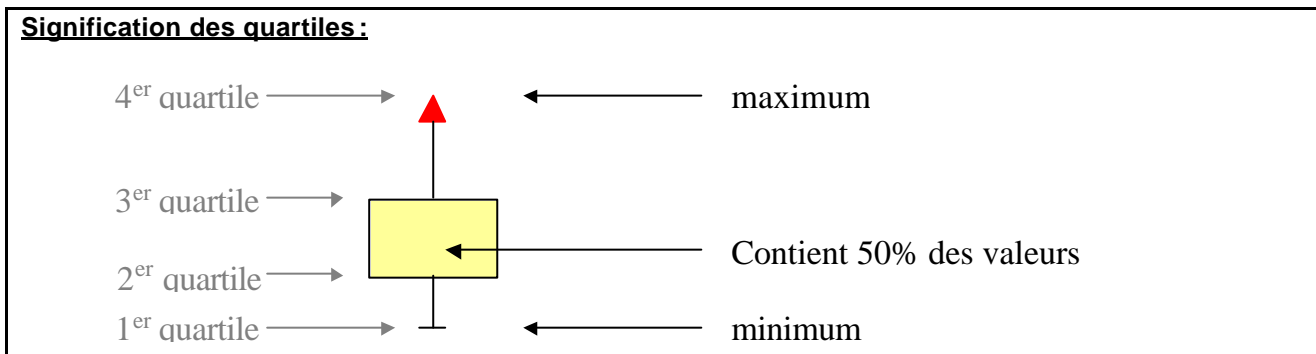 Signification des quartiles :
4er quartile
maximum
3er quartile
Contient 50% des valeurs
2er quartile
1er quartile
minimum